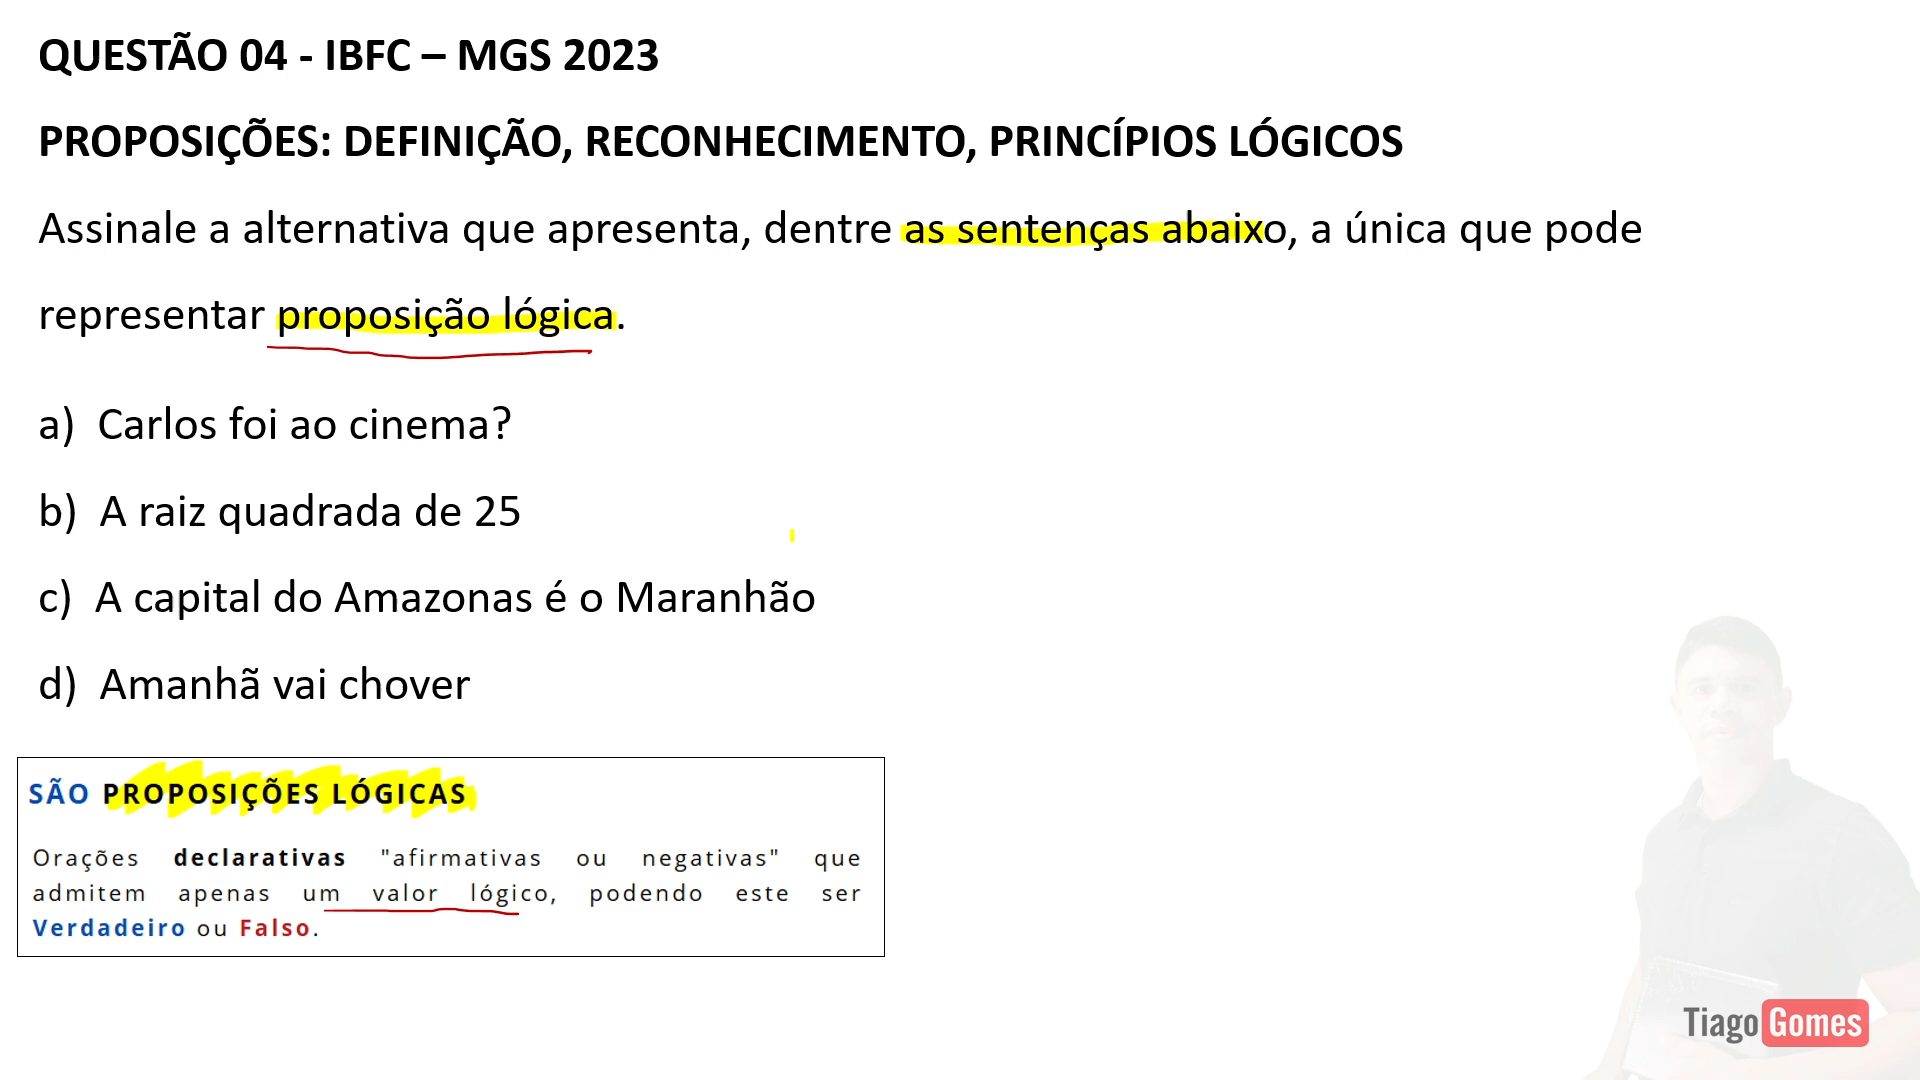 QUESTÃO 04 - IBFC – MGS 2023
PROPOSIÇÕES: DEFINIÇÃO, RECONHECIMENTO, PRINCÍPIOS LÓGICOS
Assinale a alternativa que apresenta, dentre as sentenças abaixo, a única que pode
representar proposição lógica.
a) Carlos foi ao cinema?
b) A raiz quadrada de 25
c) A capital do Amazonas é o Maranhão
d) Amanhã vai chover
SÃO PROPOSIÇÕES LÓGICAS
Orações declarativas "afirmativas ou negativas" que
admitem apenas um valor lógico, podendo este ser
Verdadeiro ou Falso.
Tiago Gomes